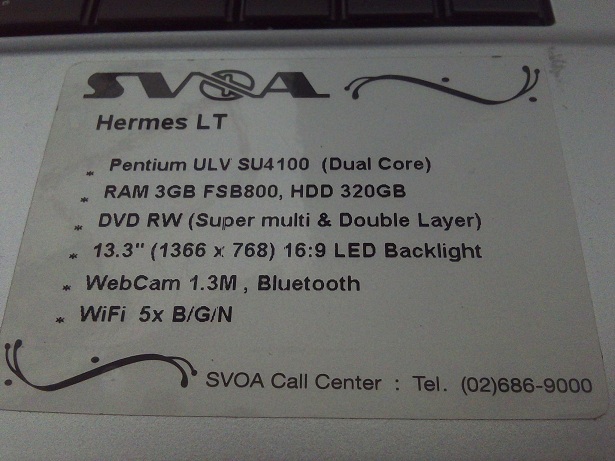 SVOA
Hermes LT
* Pentium ULV SU4100 (Dual Core)
* RAM 3GB FSB800, HDD 320GB
* DVD RW (Super multi & Double Layer)
* 13.3" (1366 x 768) 16:9 LED Backlight
* WebCam 1.3M , Bluetooth
* WiFi 5x B/G/N
SVOA Call Center : Tel. (02)686-9000